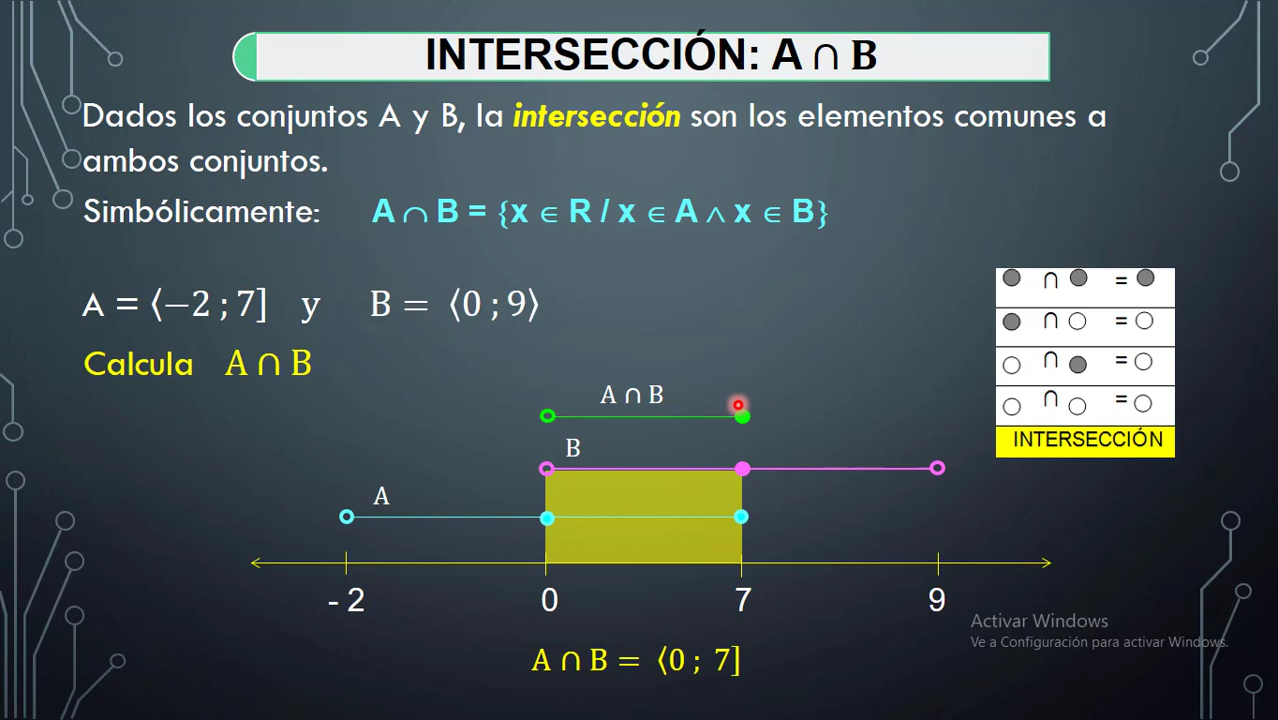 INTERSECCIÓN: A ∩ B
Dados los conjuntos A y B, la intersección son los elementos comunes a
ambos conjuntos.
Simbólicamente: A ∩ B = {x ∈ R / x ∈ A ∧ x ∈ B}
A = ⟨−2 ; 7] y B = ⟨0 ; 9⟩
Calcula A ∩ B
∩ =
∩ =
∩ =
∩ =
INTERSECCIÓN
A ∩ B
B
A
- 2 0 7 9
A ∩ B = ⟨0 ; 7]
Activar Windows
Ve a Configuración para activar Windows.